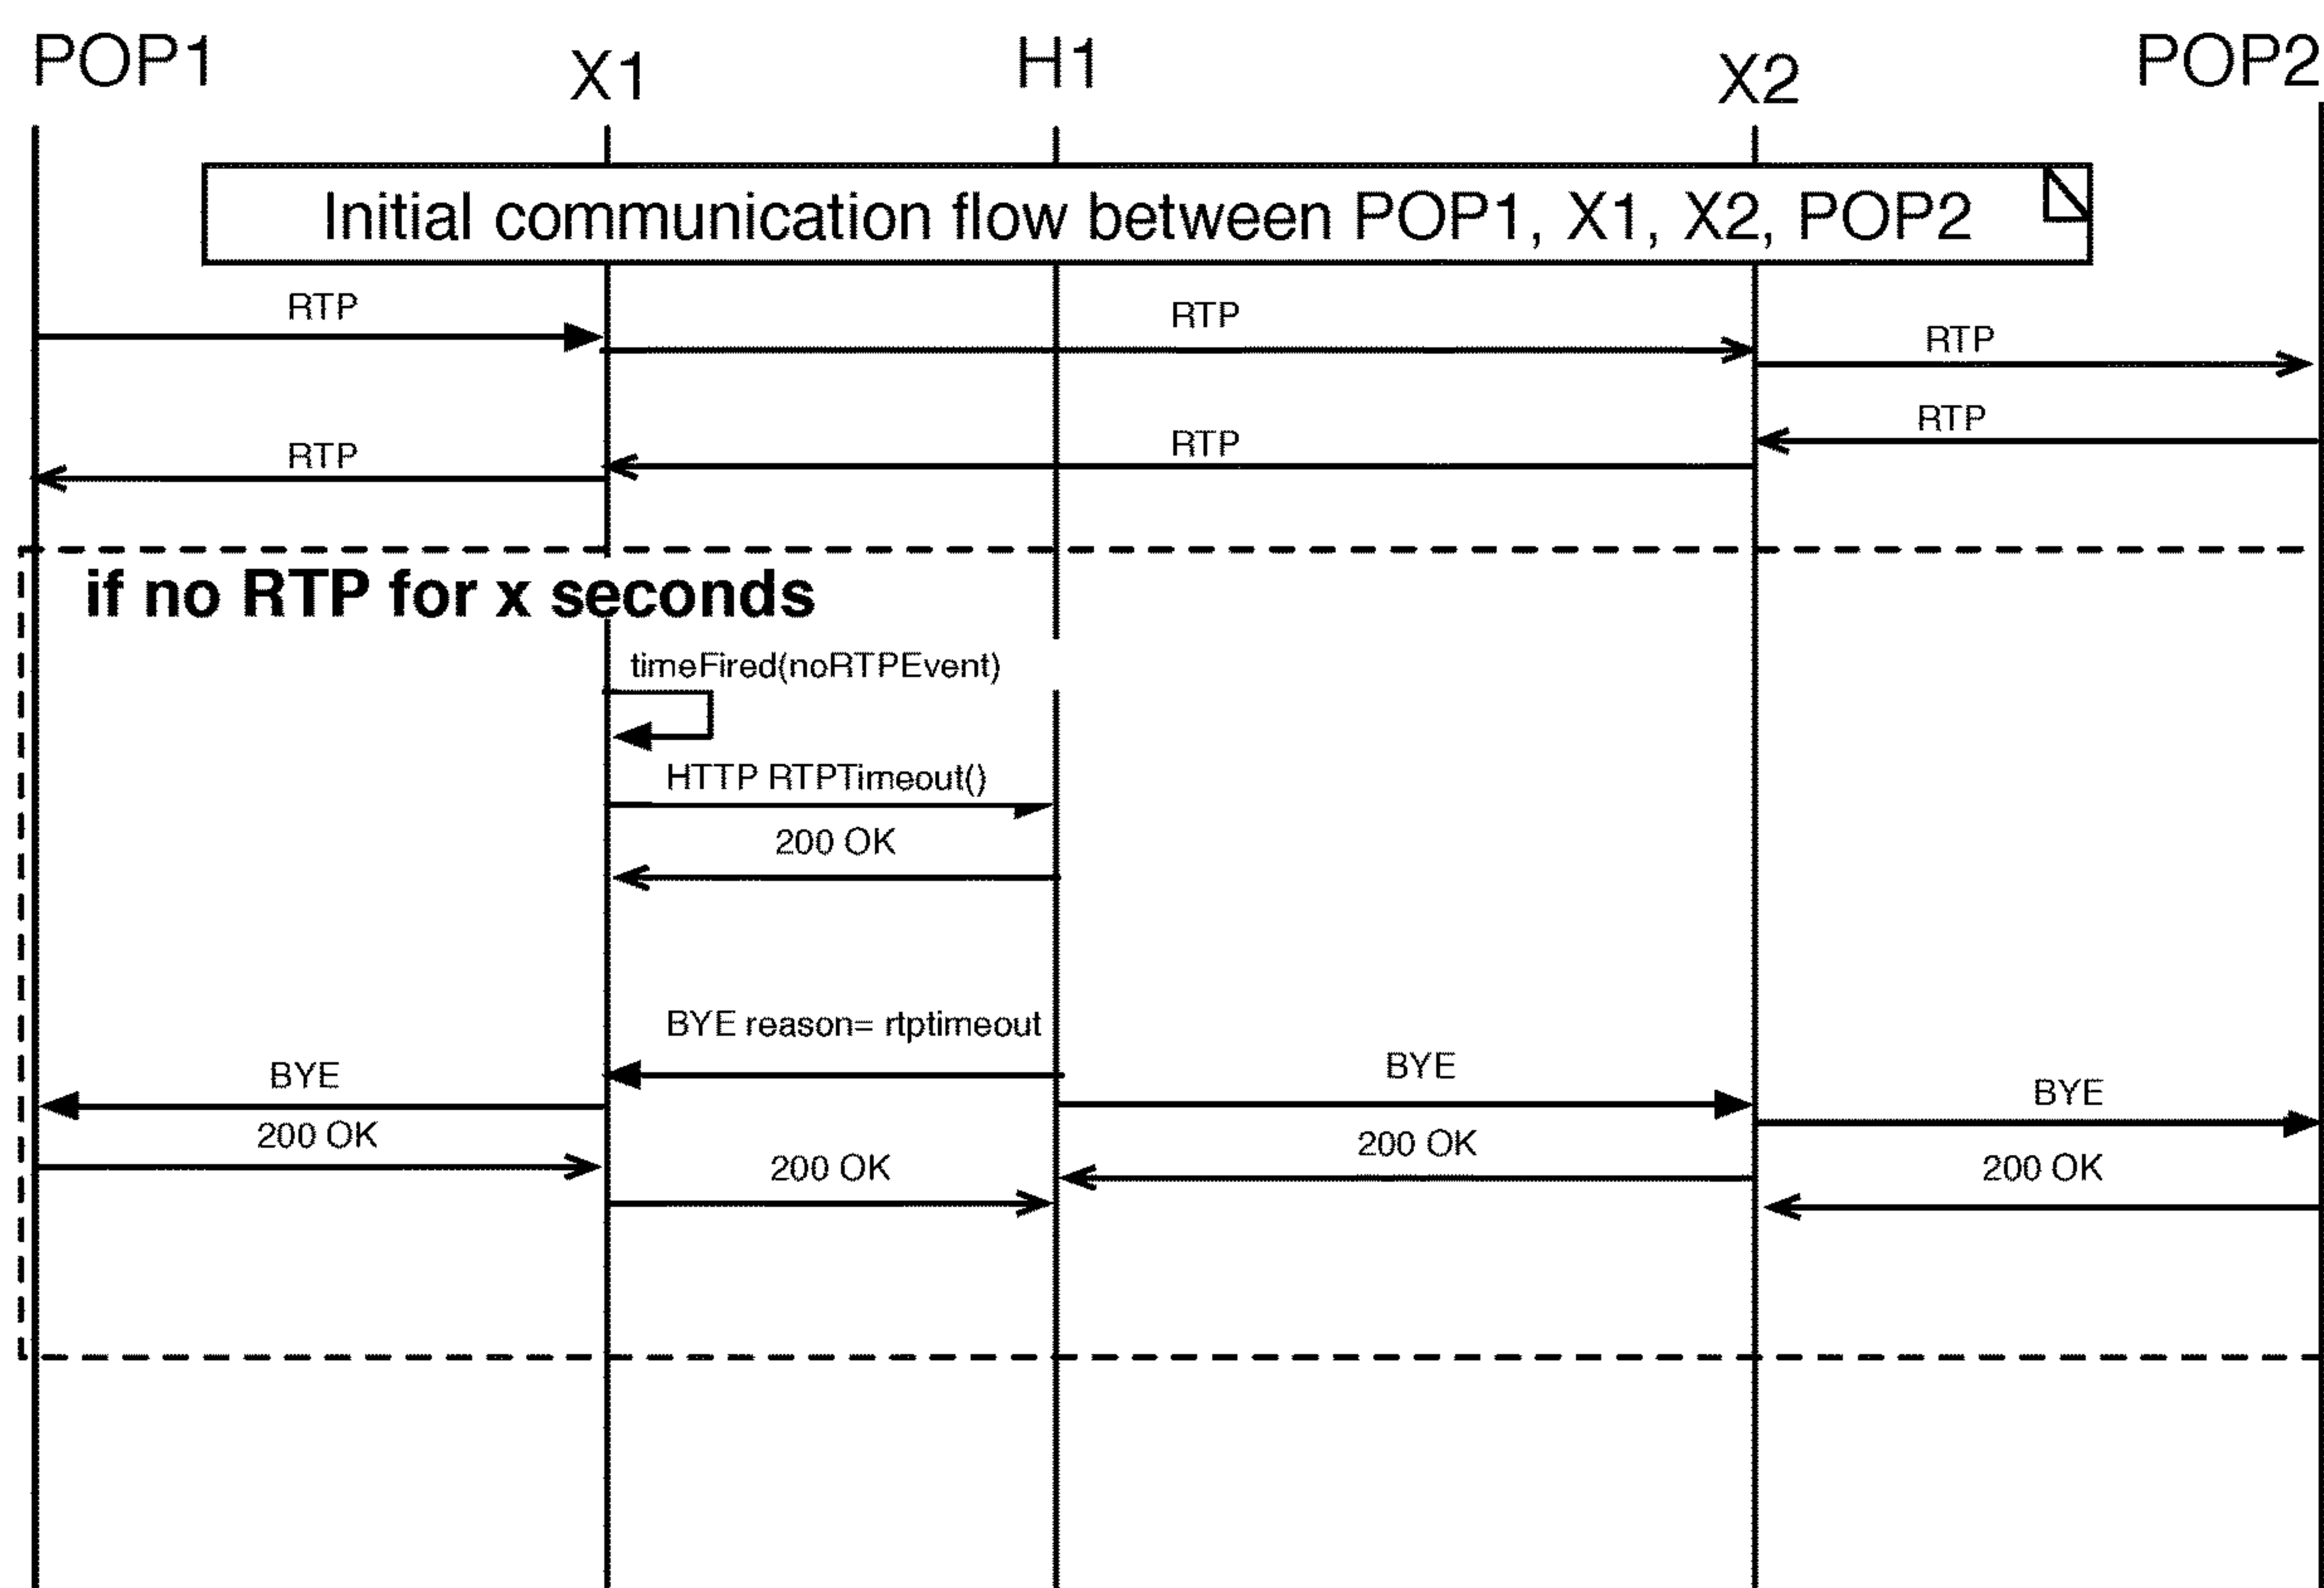 POP1
X1
H1
X2
POP2
Initial communication flow between POP1, X1, X2, POP2
RTP
RTP
RTP
RTP
RTP
RTP
if no RTP for x seconds
timeFired(noRTPEvent)
HTTP RTPTimeout()
200 OK
BYE reason= rtptimeout
BYE
BYE
BYE
200 OK
200 OK
200 OK
200 OK